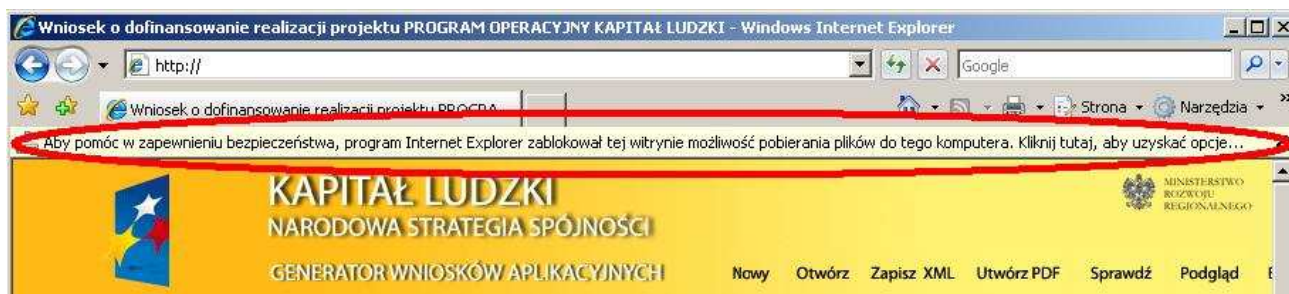 Wniosek o dofinansowanie realizacji projektu PROGRAM OPERACYJNY KAPITAŁ LUDZKI - Windows Internet Explorer
http:// Google
Wniosek o dofinansowanie realizacji projektu PROGRA Strona Narzędzia »
Aby pomóc w zapewnieniu bezpieczeństwa, program Internet Explorer zablokował tej witrynie możliwość pobierania plików do tego komputera. Kliknij tutaj, aby uzyskać opcje...
KAPITAŁ LUDZKI
NARODOWA STRATEGIA SPÓJNOŚCI
MINISTERSTWO
ROZWOJU
REGIONALNEGO
GENERATOR WNIOSKÓW APLIKACYJNYCH Nowy Otwórz Zapisz XML Utwórz PDF Sprawdź Podgląd